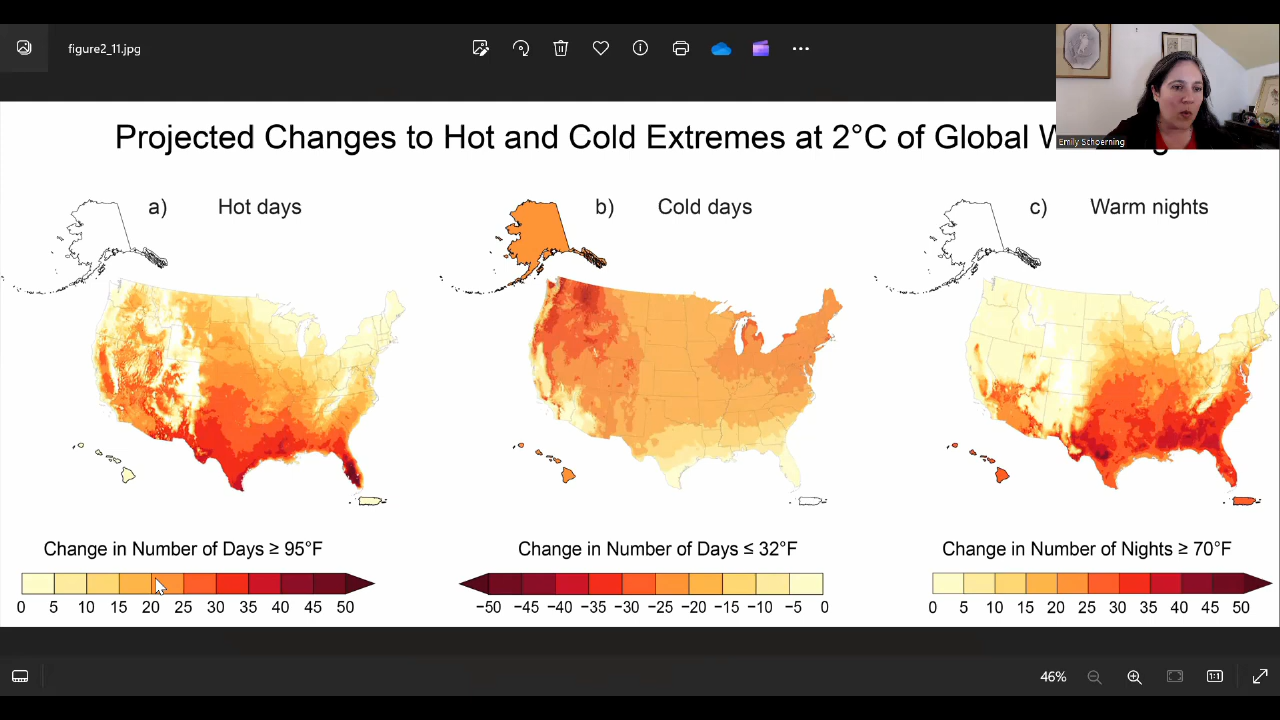 figure2_11.jpg
Emily Schoerning
Projected Changes to Hot and Cold Extremes at 2°C of Global
a) Hot days
b) Cold days
c) Warm nights
Change in Number of Days ≥ 95°F
0 5 10 15 20 25 30 35 40 45 50
Change in Number of Days ≤ 32°F
−50 −45 −40 −35 −30 −25 −20 −15 −10 −5 0
Change in Number of Nights ≥ 70°F
0 5 10 15 20 25 30 35 40 45 50
46%
1:1